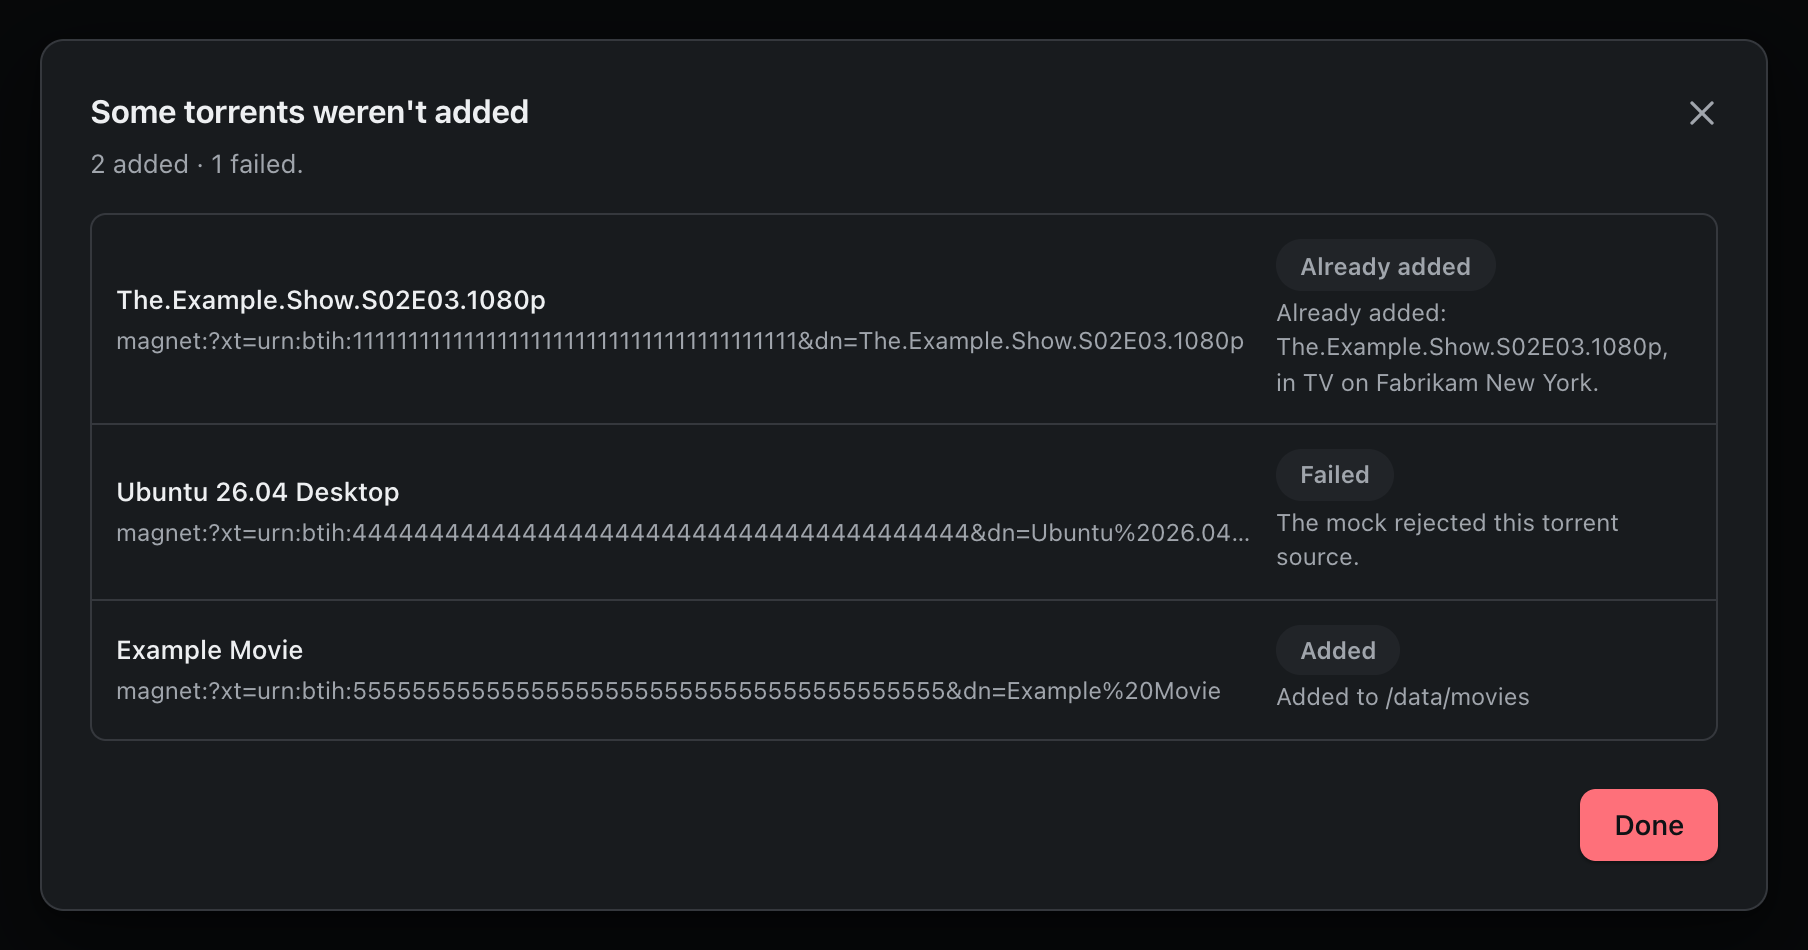 Some torrents weren't added
2 added · 1 failed.
The.Example.Show.S02E03.1080p
magnet:?xt=urn:btih:1111111111111111111111111111111111111111&dn=The.Example.Show.S02E03.1080p
Already added
Already added:
The.Example.Show.S02E03.1080p,
in TV on Fabrikam New York.
Ubuntu 26.04 Desktop
magnet:?xt=urn:btih:4444444444444444444444444444444444444444&dn=Ubuntu%2026.04...
Failed
The mock rejected this torrent
source.
Example Movie
magnet:?xt=urn:btih:5555555555555555555555555555555555555555&dn=Example%20Movie
Added
Added to /data/movies
Done